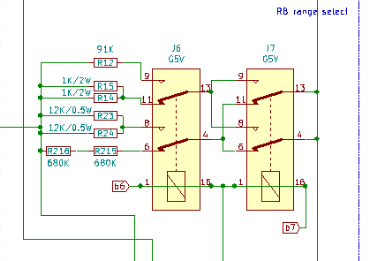 RB range select
91K
J6
J7
R12
G5V
G5V
9
9
1K/2W
R15
13
13
1K/2W
R14
11
11
12K/0.5W
R23
8
8
12K/0.5W
R24
4
4
R216
R215
6
6
680K
680K
b6
1
16
1
16
b7